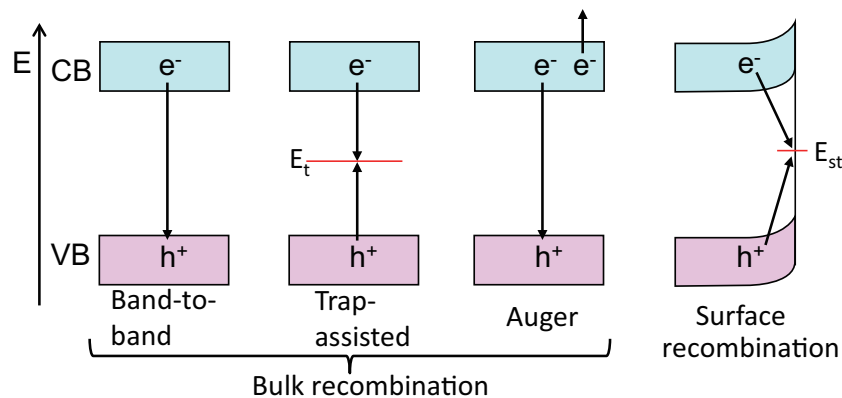 E
CB
e⁻
e⁻
e⁻ e⁻
e⁻
Eₜ
Eₛₜ
VB
h⁺
h⁺
h⁺
h⁺
Band-to-
band
Trap-
assisted
Auger
Surface
recombination
Bulk recombination